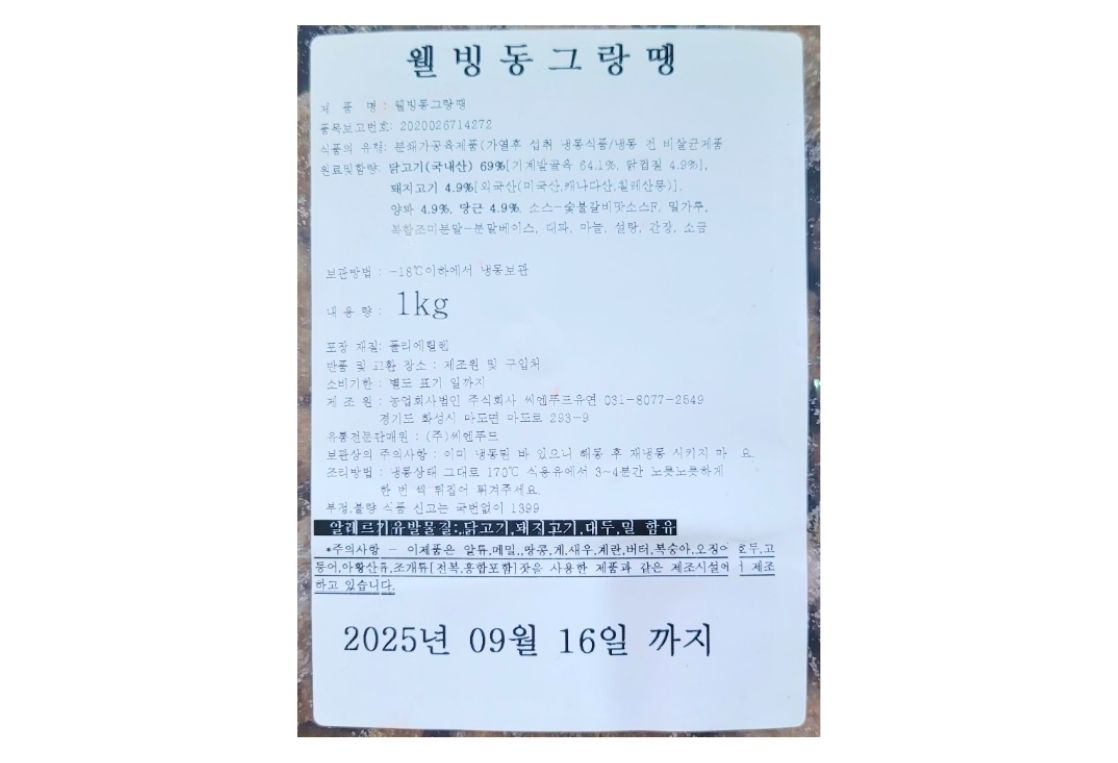 웰빙동그랑땡
제 품 명 : 웰빙동그랑땡
품목보고번호: 2020026714272
식품의 유형: 분쇄가공육제품(가열후 섭취 냉동식품/냉동 전 비살균제품
원료및함량: 닭고기(국내산) 69%[기계발골육 64.1%, 닭껍질 4.9%],
돼지고기 4.9%[외국산(미국산,캐나다산,칠레산등)].
양파 4.9%, 당근 4.9%, 소스-숯불갈비맛소스F, 밀가루,
복합조미분말-분말베이스, 대파, 마늘, 설탕, 간장, 소금
보관방법 : -18℃이하에서 냉동보관
내 용 량 : 1kg
포장 재질: 폴리에틸렌
반품 및 교환 장소 : 제조원 및 구입처
소비기한 : 별도 표기 일까지
제 조 원 : 농업회사법인 주식회사 씨엔푸드유연 031-8077-2649
경기도 화성시 마도면 마도로 293-9
유통전문판매원 : (주)씨엔푸드
보관상의 주의사항 : 이미 냉동된 바 있으니 해동 후 재냉동 시키지 마 요.
조리방법 : 냉동상태 그대로 170℃ 식용유에서 3~4분간 노릇노릇하게
한 번 씩 뒤집어 튀겨주세요.
부정.불량 식품 신고는 국번없이 1399
알레르기유발물질:,닭고기,돼지고기,대두,밀 함유
*주의사항 - 이제품은 알류,메밀,,땅콩,게,새우,계란,버터,복숭아,오징어 호두,고
등어,아황산류,조개류[전복,홍합포함]잣을 사용한 제품과 같은 제조시설에 제조
하고 있습니다.
2025년 09월 16일 까지